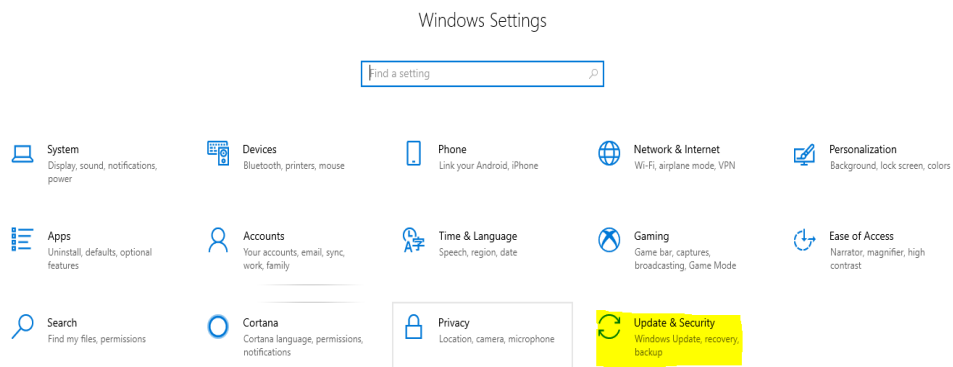 Windows Settings
Find a setting
System
Display, sound, notifications,
power
Devices
Bluetooth, printers, mouse
Phone
Link your Android, iPhone
Network & Internet
Wi-Fi, airplane mode, VPN
Personalization
Background, lock screen, colors
Apps
Uninstall, defaults, optional
features
Accounts
Your accounts, email, sync,
work, family
Time & Language
Speech, region, date
Gaming
Game bar, captures,
broadcasting, Game Mode
Ease of Access
Narrator, magnifier, high
contrast
Search
Find my files, permissions
Cortana
Cortana language, permissions,
notifications
Privacy
Location, camera, microphone
Update & Security
Windows Update, recovery,
backup